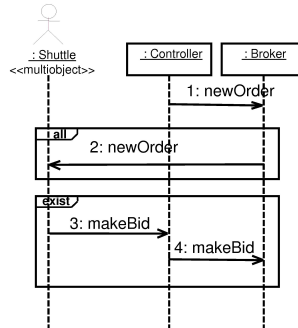 : Shuttle
<<multiobject>>
: Controller
: Broker
1: newOrder
all
2: newOrder
exist
3: makeBid
4: makeBid